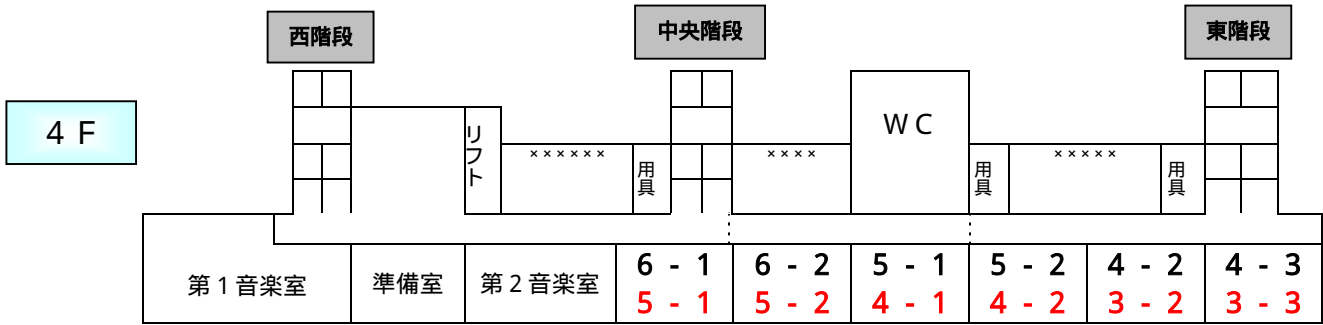 西階段
中央階段
東階段
４Ｆ
ＷＣ
リフト
××××××
用具
××××
用具
×××××
用具
第１音楽室
準備室
第２音楽室
６-１
５-１
６-２
５-２
５-１
４-１
５-２
４-２
４-２
３-２
４-３
３-３